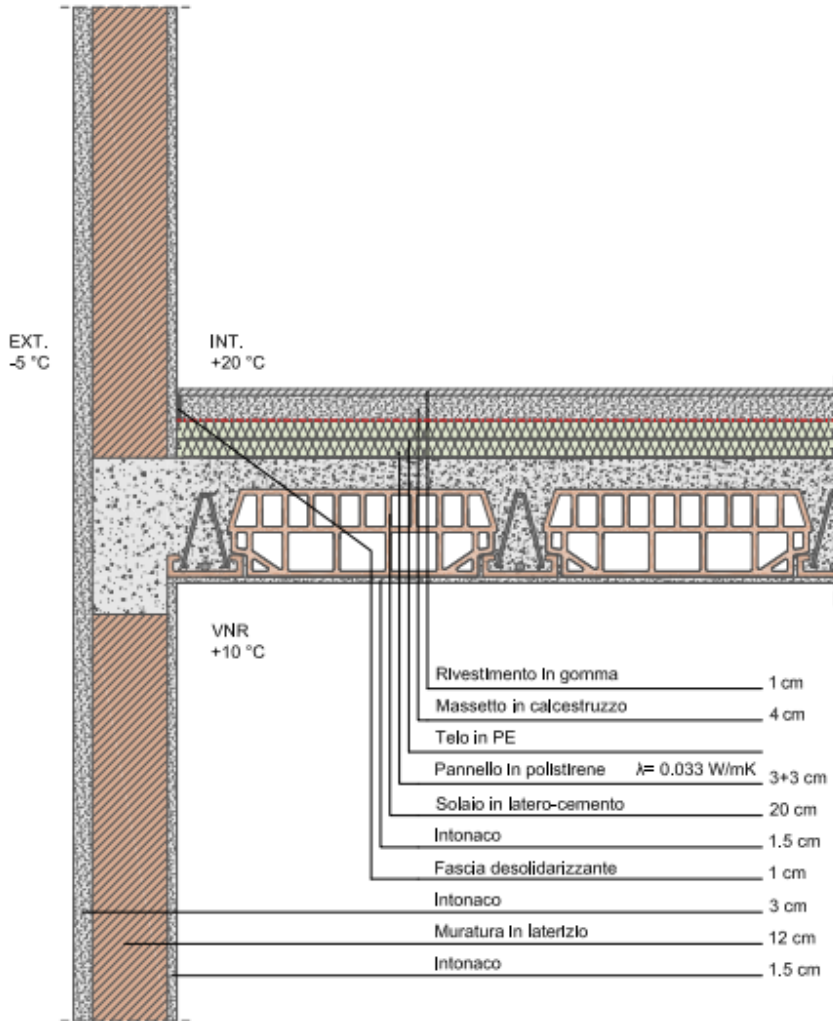 EXT.
-5 °C
INT.
+20 °C
VNR
+10 °C
Rivestimento in gomma 1 cm
Massetto in calcestruzzo 4 cm
Telo in PE
Pannello in polistirene λ= 0.033 W/mK 3+3 cm
Solaio in latero-cemento 20 cm
Intonaco 1.5 cm
Fascia desolidarizzante 1 cm
Intonaco 3 cm
Muratura in laterizio 12 cm
Intonaco 1.5 cm